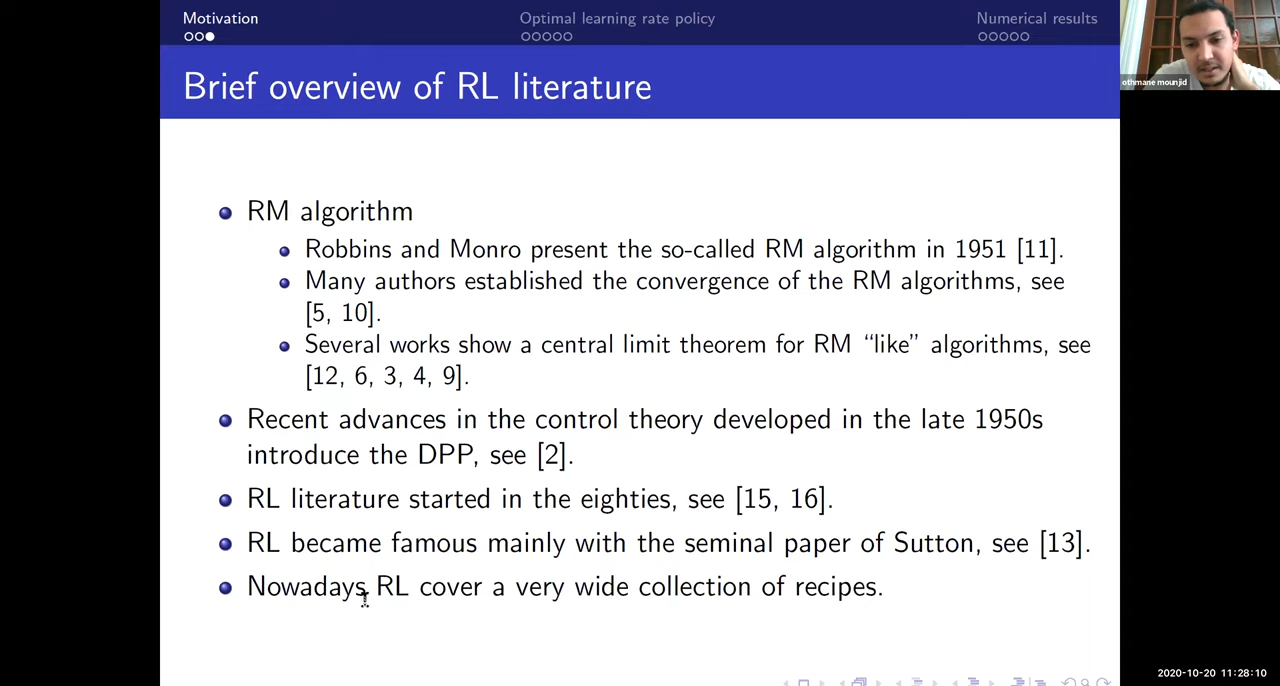 Motivation
Optimal learning rate policy
Numerical results
Brief overview of RL literature
othmane mounjid
RM algorithm
Robbins and Monro present the so-called RM algorithm in 1951 [11].
Many authors established the convergence of the RM algorithms, see
[5, 10].
Several works show a central limit theorem for RM “like” algorithms, see
[12, 6, 3, 4, 9].
Recent advances in the control theory developed in the late 1950s
introduce the DPP, see [2].
RL literature started in the eighties, see [15, 16].
RL became famous mainly with the seminal paper of Sutton, see [13].
Nowadays RL cover a very wide collection of recipes.
2020-10-20 11:28:10